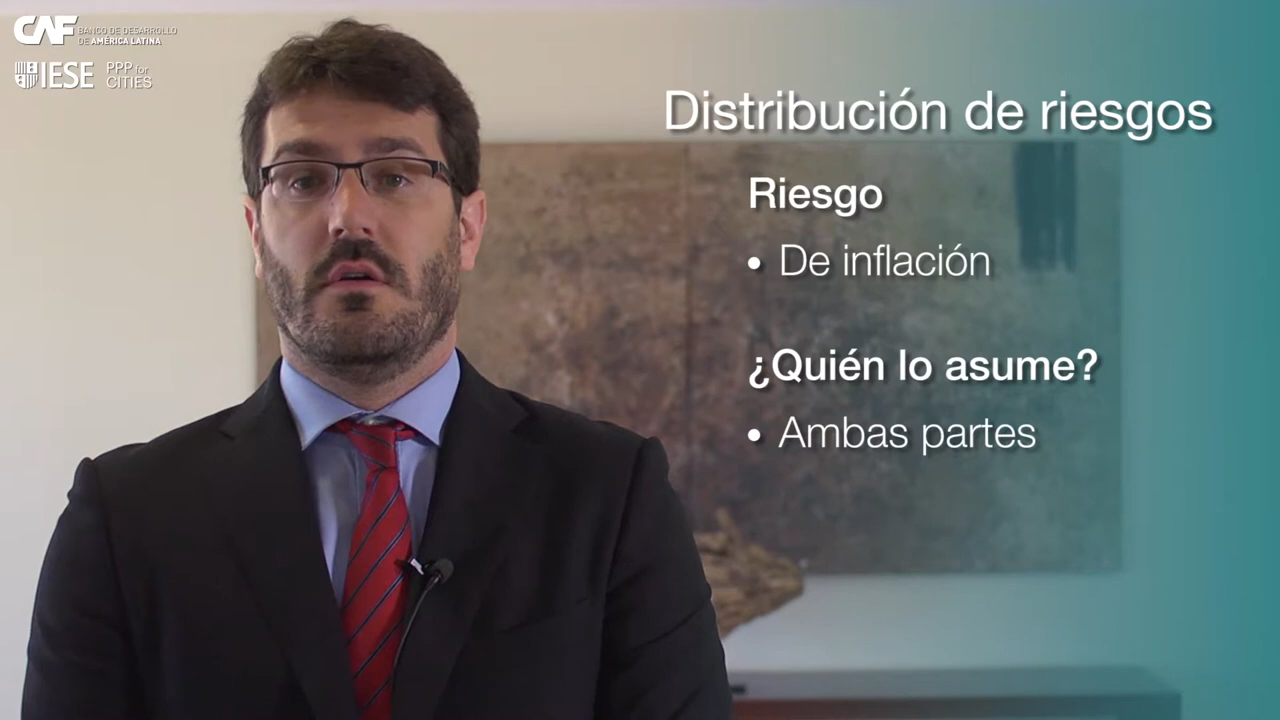 CAF BANCO DE DESARROLLO
DE AMÉRICA LATINA
IESE PPP for
CITIES
Distribución de riesgos
Riesgo
• De inflación
¿Quién lo asume?
• Ambas partes